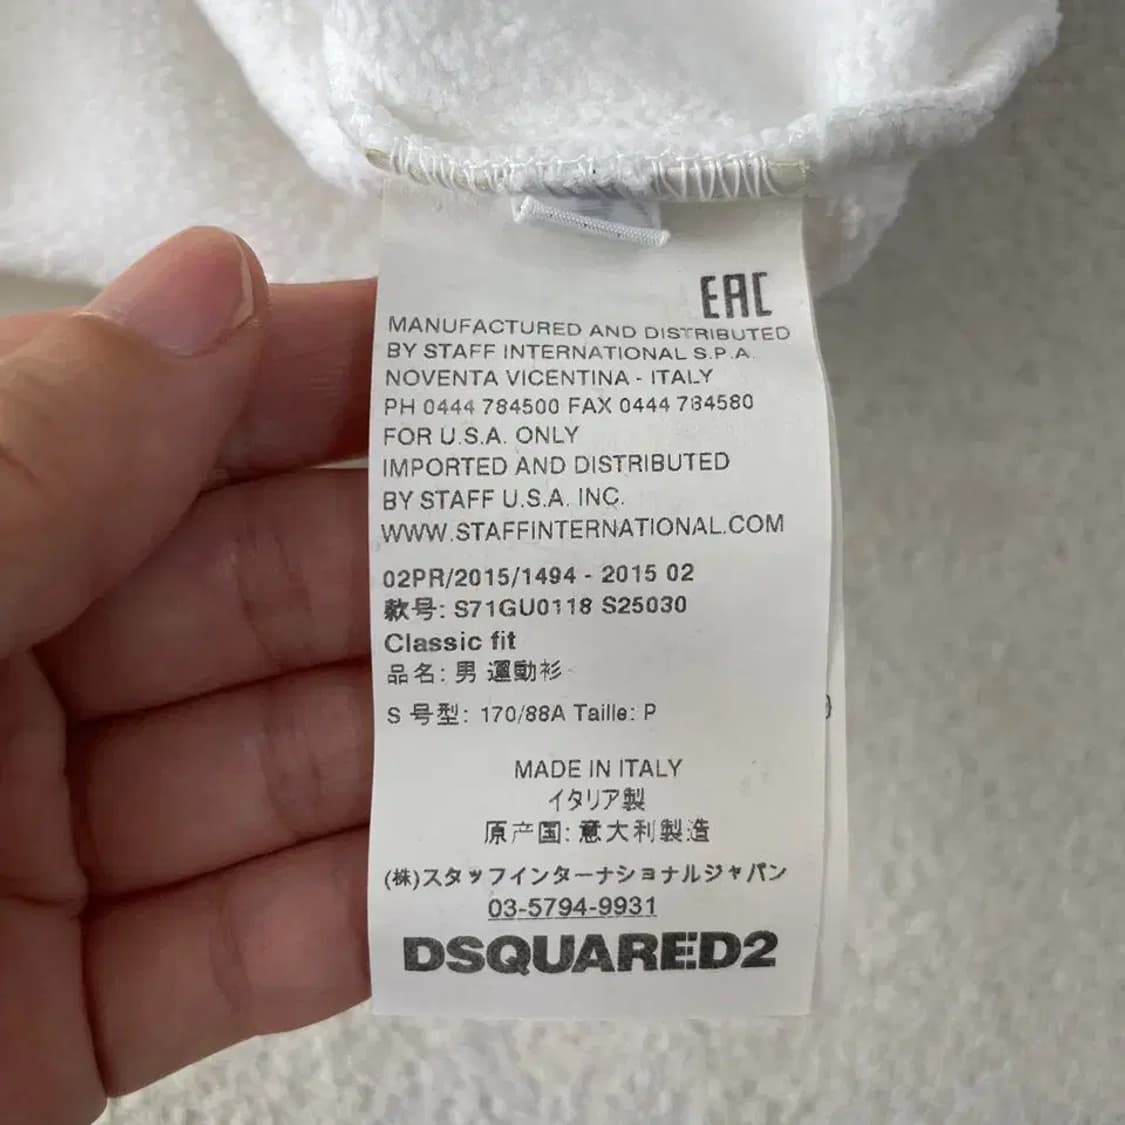 EAC
MANUFACTURED AND DISTRIBUTED
BY STAFF INTERNATIONAL S.P.A.
NOVENTA VICENTINA - ITALY
PH 0444 784500 FAX 0444 784580
FOR U.S.A. ONLY
IMPORTED AND DISTRIBUTED
BY STAFF U.S.A. INC.
WWW.STAFFINTERNATIONAL.COM
02PR/2015/1494 - 2015 02
款号: S71GU0118 S25030
Classic fit
品名: 男 運動衫
S 号型: 170/88A Taille: P
MADE IN ITALY
イタリア製
原产国: 意大利製造
(株)スタッフインターナショナルジャパン
03-5794-9931
DSQUARED2